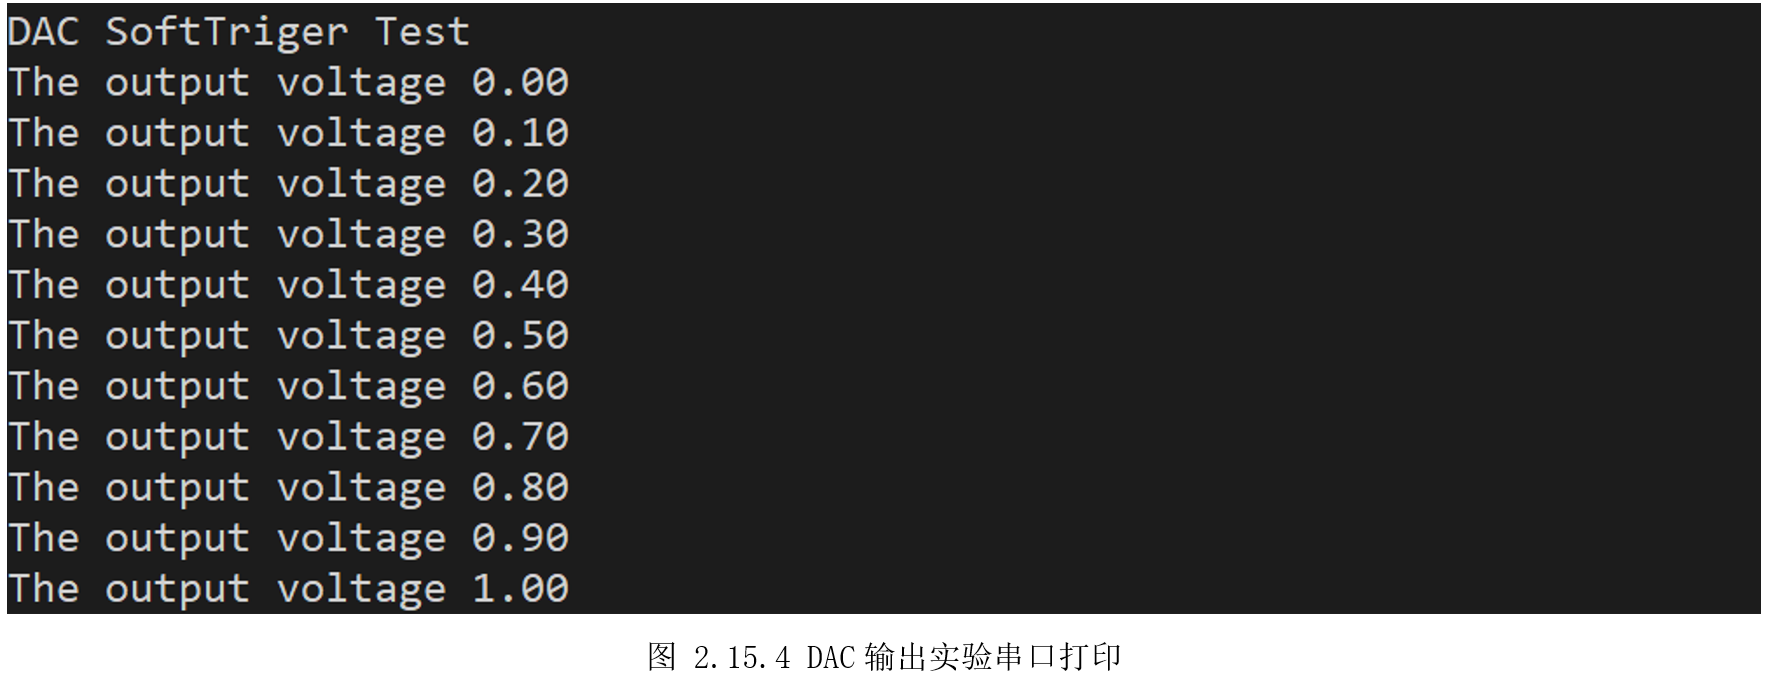 DAC SoftTriger Test
The output voltage 0.00
The output voltage 0.10
The output voltage 0.20
The output voltage 0.30
The output voltage 0.40
The output voltage 0.50
The output voltage 0.60
The output voltage 0.70
The output voltage 0.80
The output voltage 0.90
The output voltage 1.00
图 2.15.4 DAC 输出实验串口打印